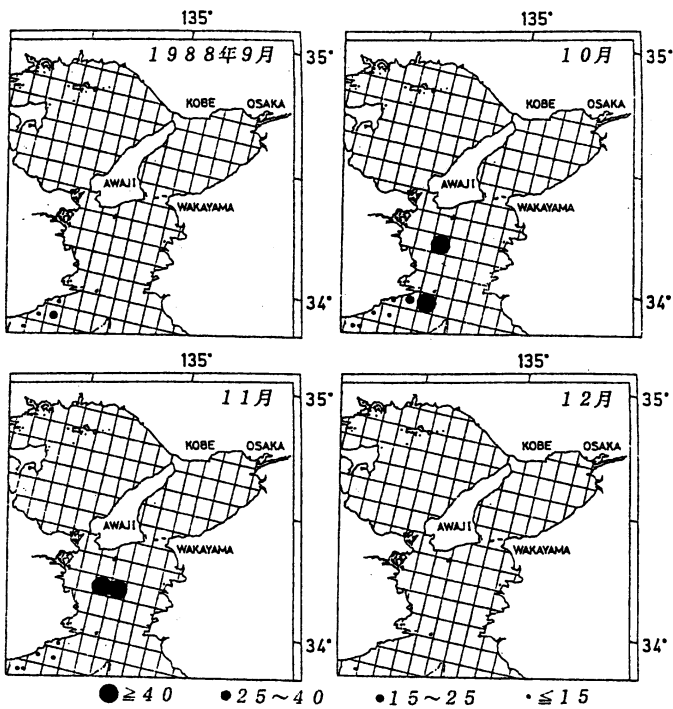 135°
135°
1988年9月
10月
35°
35°
KOBE
OSAKA
KOBE
OSAKA
AWAJI
WAKAYAMA
AWAJI
WAKAYAMA
34°
34°
135°
135°
11月
12月
35°
35°
KOBE
OSAKA
KOBE
OSAKA
AWAJI
WAKAYAMA
AWAJI
WAKAYAMA
34°
34°
●≧40 ●25~40 ●15~25 ・≦15